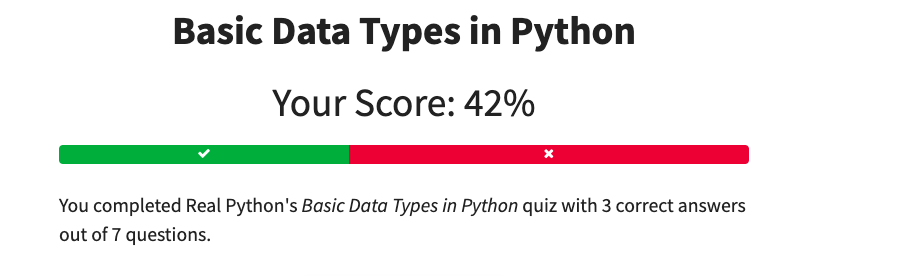 Basic Data Types in Python
Your Score: 42%
You completed Real Python's Basic Data Types in Python quiz with 3 correct answers
out of 7 questions.